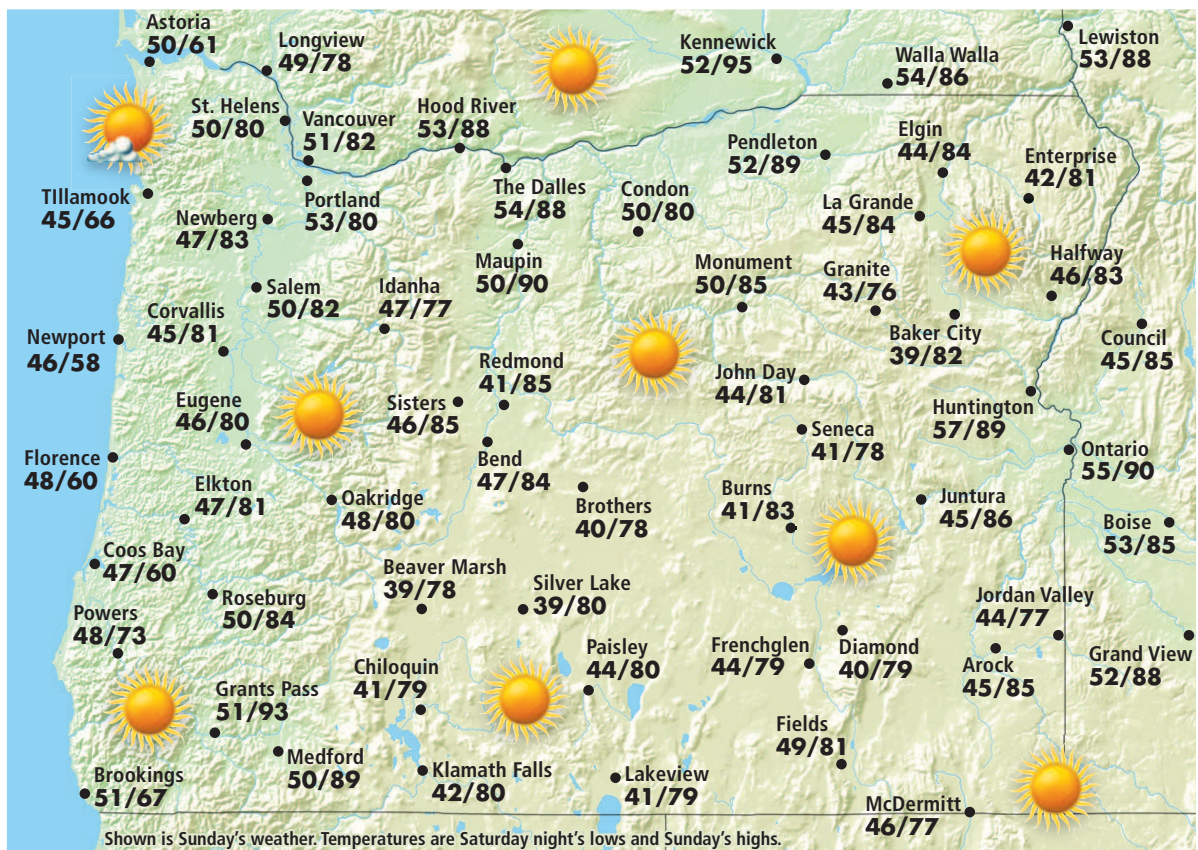 Astoria
50/61
Longview
49/78
Kennewick
52/95
Walla Walla
54/86
Lewiston
53/88
St. Helens
50/80
Vancouver
51/82
Hood River
53/88
Pendleton
52/89
Elgin
44/84
Enterprise
42/81
TIllamook
45/66
Newberg
47/83
Portland
53/80
The Dalles
54/88
Condon
50/80
La Grande
45/84
Maupin
50/90
Monument
50/85
Granite
43/76
Halfway
46/83
Salem
50/82
Idanha
47/77
Corvallis
45/81
Newport
46/58
Baker City
39/82
Council
45/85
Redmond
41/85
John Day
44/81
Eugene
46/80
Sisters
46/85
Huntington
57/89
Seneca
41/78
Ontario
55/90
Florence
48/60
Bend
47/84
Elkton
47/81
Oakridge
48/80
Brothers
40/78
Burns
41/83
Juntura
45/86
Boise
53/85
Coos Bay
47/60
Beaver Marsh
39/78
Silver Lake
39/80
Roseburg
50/84
Jordan Valley
44/77
Powers
48/73
Paisley
44/80
Frenchglen
44/79
Diamond
40/79
Arock
45/85
Grand View
52/88
Chiloquin
41/79
Grants Pass
51/93
Fields
49/81
Medford
50/89
Klamath Falls
42/80
Lakeview
41/79
Brookings
51/67
McDermitt
46/77
Shown is Sunday's weather. Temperatures are Saturday night's lows and Sunday's highs.